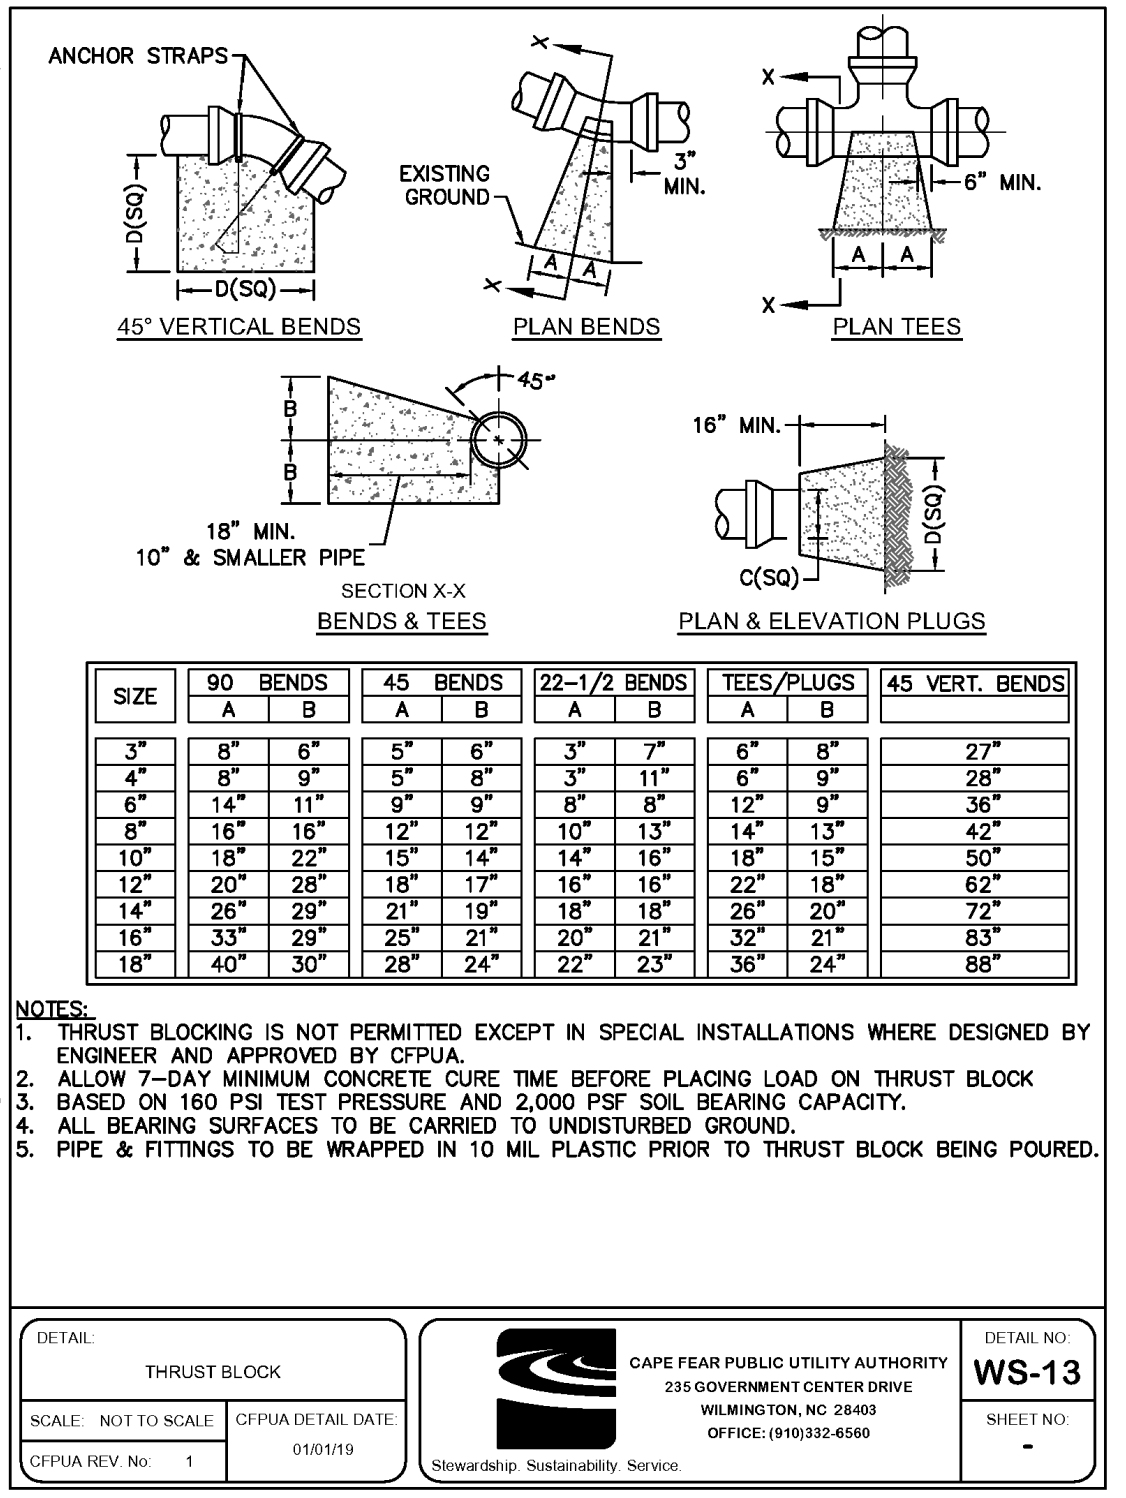 ANCHOR STRAPS
D(SQ)
D(SQ)
45° VERTICAL BENDS
X
EXISTING
GROUND
3" MIN.
A
A
X
PLAN BENDS
X
6" MIN.
A
A
X
PLAN TEES
B
B
45°
18" MIN.
10" & SMALLER PIPE
SECTION X-X
BENDS & TEES
16" MIN.
D(SQ)
C(SQ)
PLAN & ELEVATION PLUGS
SIZE 90 BENDS 45 BENDS 22-1/2 BENDS TEES/PLUGS 45 VERT. BENDS
A B A B A B A B
3" 8" 6" 5" 6" 3" 7" 6" 8" 27"
4" 8" 9" 5" 8" 3" 11" 6" 9" 28"
6" 14" 11" 9" 9" 8" 8" 12" 9" 36"
8" 16" 16" 12" 12" 10" 13" 14" 13" 42"
10" 18" 22" 15" 14" 14" 16" 18" 15" 50"
12" 20" 28" 18" 17" 16" 16" 22" 18" 62"
14" 26" 29" 21" 19" 18" 18" 26" 20" 72"
16" 33" 29" 25" 21" 20" 21" 32" 21" 83"
18" 40" 30" 28" 24" 22" 23" 36" 24" 88"
NOTES:
1. THRUST BLOCKING IS NOT PERMITTED EXCEPT IN SPECIAL INSTALLATIONS WHERE DESIGNED BY
ENGINEER AND APPROVED BY CFPUA.
2. ALLOW 7-DAY MINIMUM CONCRETE CURE TIME BEFORE PLACING LOAD ON THRUST BLOCK
3. BASED ON 160 PSI TEST PRESSURE AND 2,000 PSF SOIL BEARING CAPACITY.
4. ALL BEARING SURFACES TO BE CARRIED TO UNDISTURBED GROUND.
5. PIPE & FITTINGS TO BE WRAPPED IN 10 MIL PLASTIC PRIOR TO THRUST BLOCK BEING POURED.
DETAIL:
THRUST BLOCK
SCALE: NOT TO SCALE
CFPUA REV. No: 1
CFPUA DETAIL DATE:
01/01/19
CAPE FEAR PUBLIC UTILITY AUTHORITY
235 GOVERNMENT CENTER DRIVE
WILMINGTON, NC 28403
OFFICE: (910)332-6560
Stewardship. Sustainability. Service.
DETAIL NO:
WS-13
SHEET NO:
-